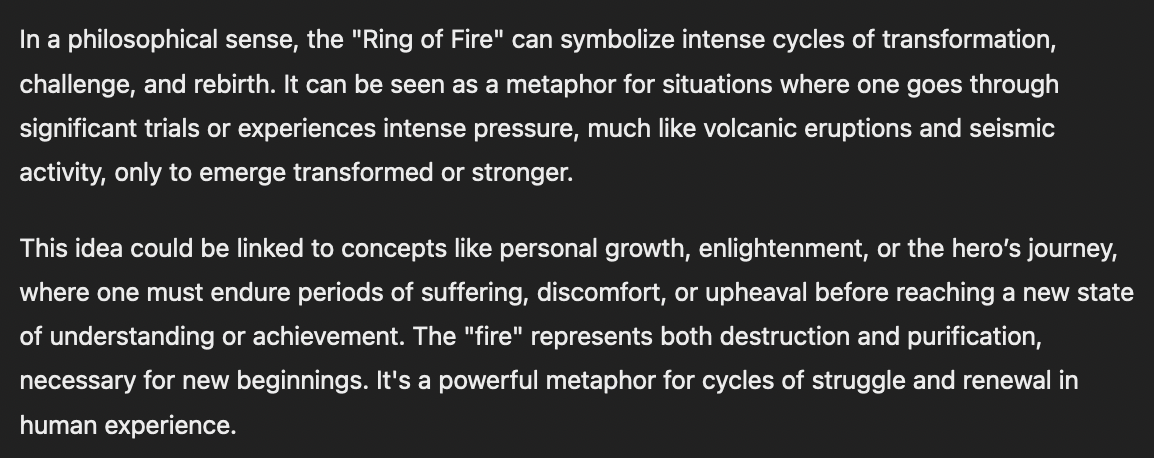 In a philosophical sense, the "Ring of Fire" can symbolize intense cycles of transformation,
challenge, and rebirth. It can be seen as a metaphor for situations where one goes through
significant trials or experiences intense pressure, much like volcanic eruptions and seismic
activity, only to emerge transformed or stronger.
This idea could be linked to concepts like personal growth, enlightenment, or the hero’s journey,
where one must endure periods of suffering, discomfort, or upheaval before reaching a new state
of understanding or achievement. The "fire" represents both destruction and purification,
necessary for new beginnings. It's a powerful metaphor for cycles of struggle and renewal in
human experience.